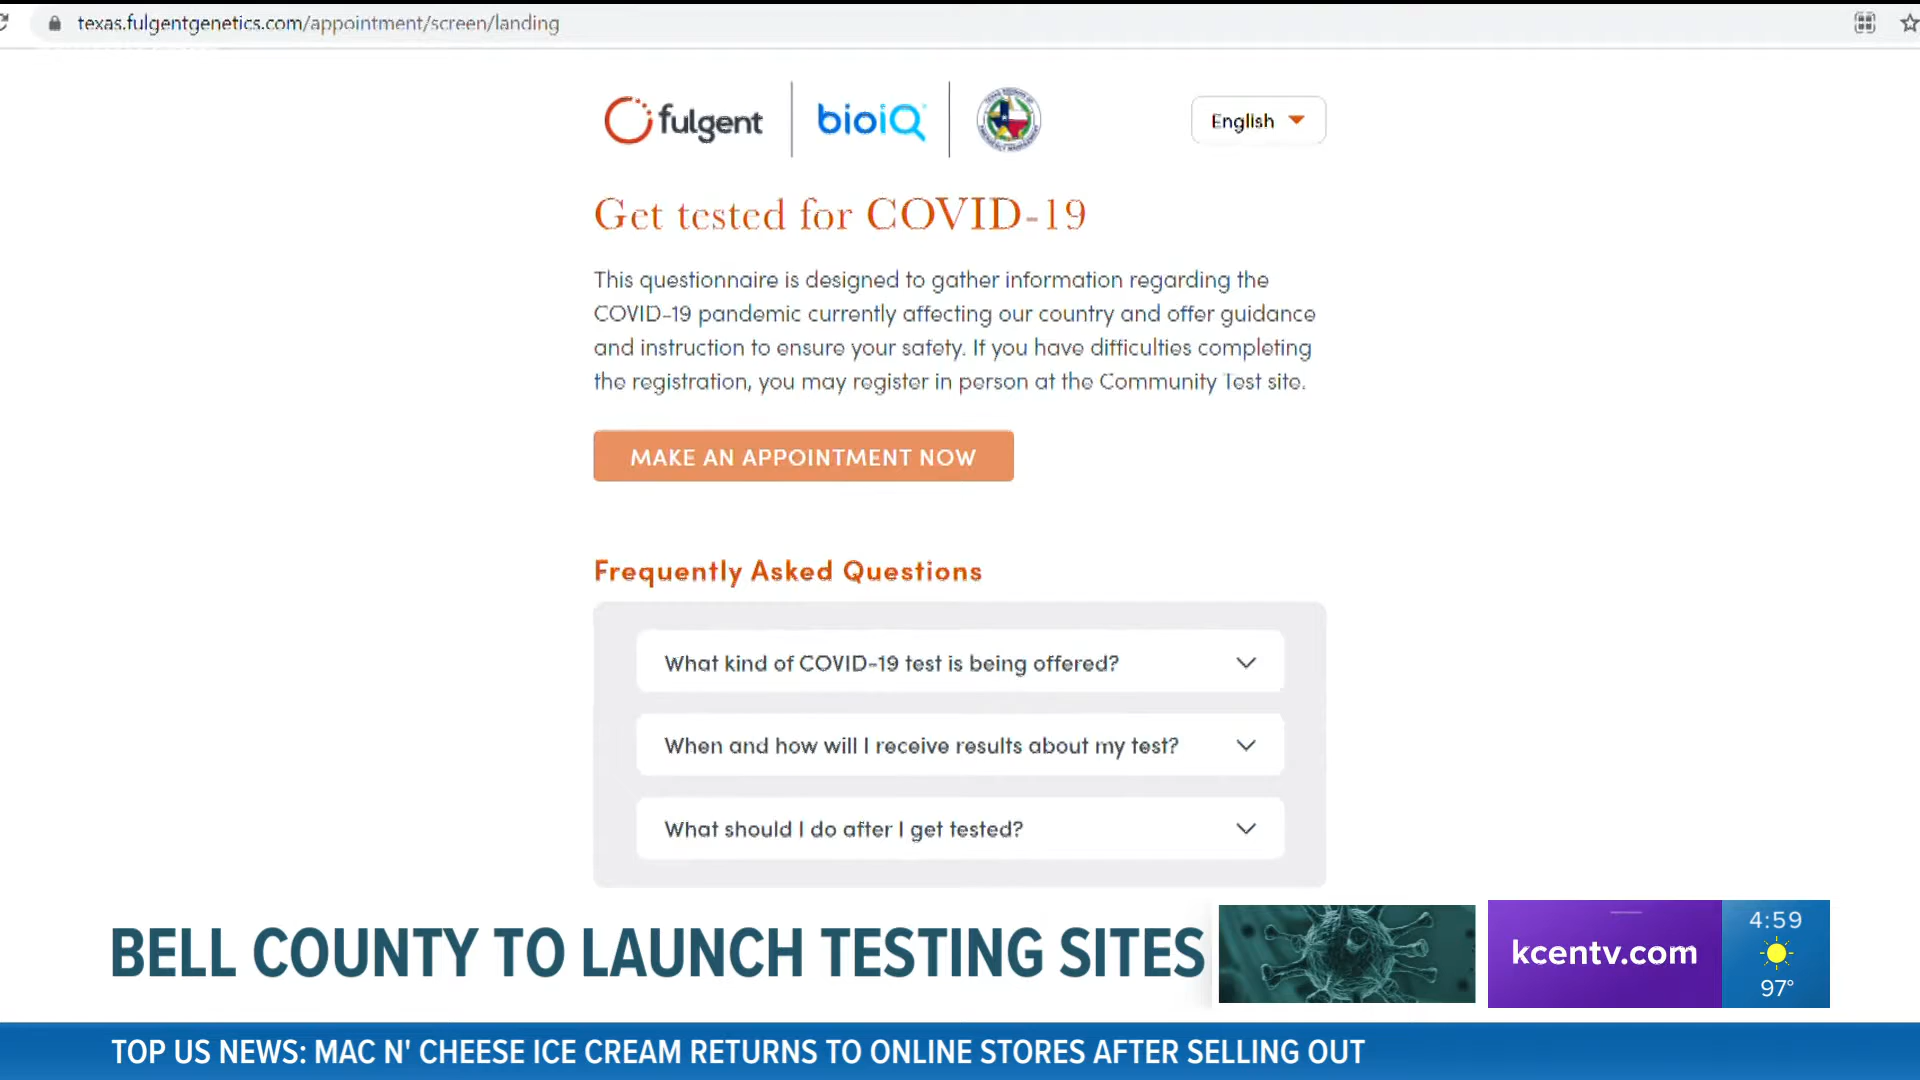 texas.fulgentgenetics.com/appointment/screen/landing
fulgent
bioiQ
English
Get tested for COVID-19
This questionnaire is designed to gather information regarding the
COVID-19 pandemic currently affecting our country and offer guidance
and instruction to ensure your safety. If you have difficulties completing
the registration, you may register in person at the Community Test site.
MAKE AN APPOINTMENT NOW
Frequently Asked Questions
What kind of COVID-19 test is being offered?
When and how will I receive results about my test?
What should I do after I get tested?
BELL COUNTY TO LAUNCH TESTING SITES
kcentv.com
4:59
97°
TOP US NEWS: MAC N' CHEESE ICE CREAM RETURNS TO ONLINE STORES AFTER SELLING OUT